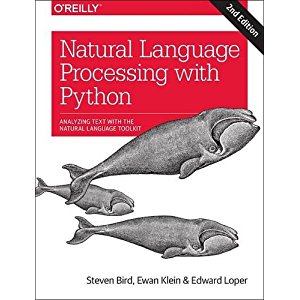 O'REILLY®
2nd Edition
Natural Language
Processing with
Python
ANALYZING TEXT WITH THE
NATURAL LANGUAGE TOOLKIT
Steven Bird, Ewan Klein & Edward Loper